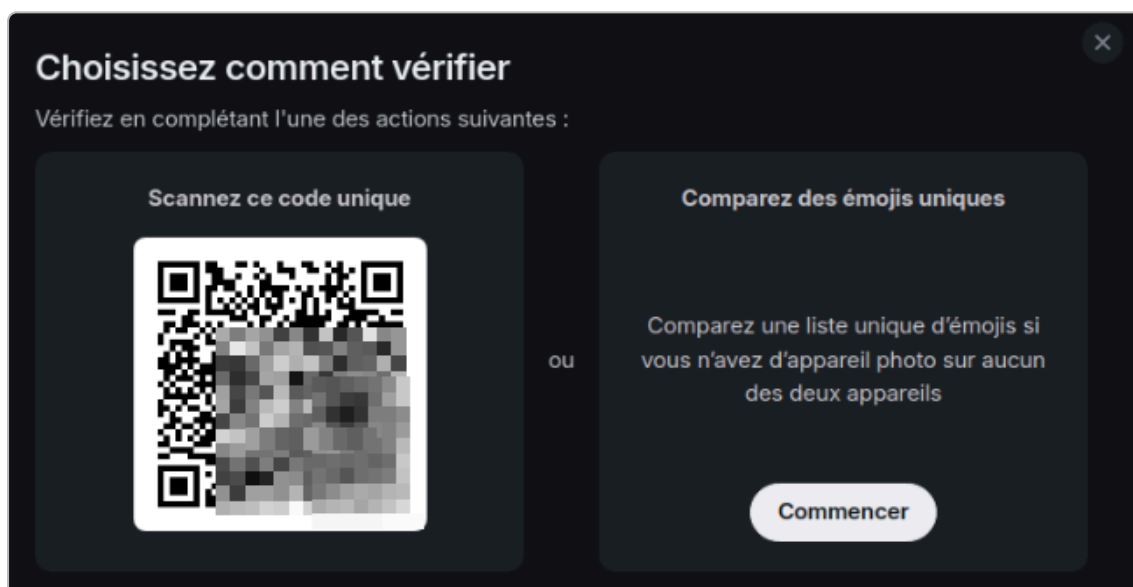 Choisissez comment vérifier
Vérifiez en complétant l'une des actions suivantes :
Scannez ce code unique
ou
Comparez des émojis uniques
Comparez une liste unique d’émojis si
vous n’avez d’appareil photo sur aucun
des deux appareils
Commencer